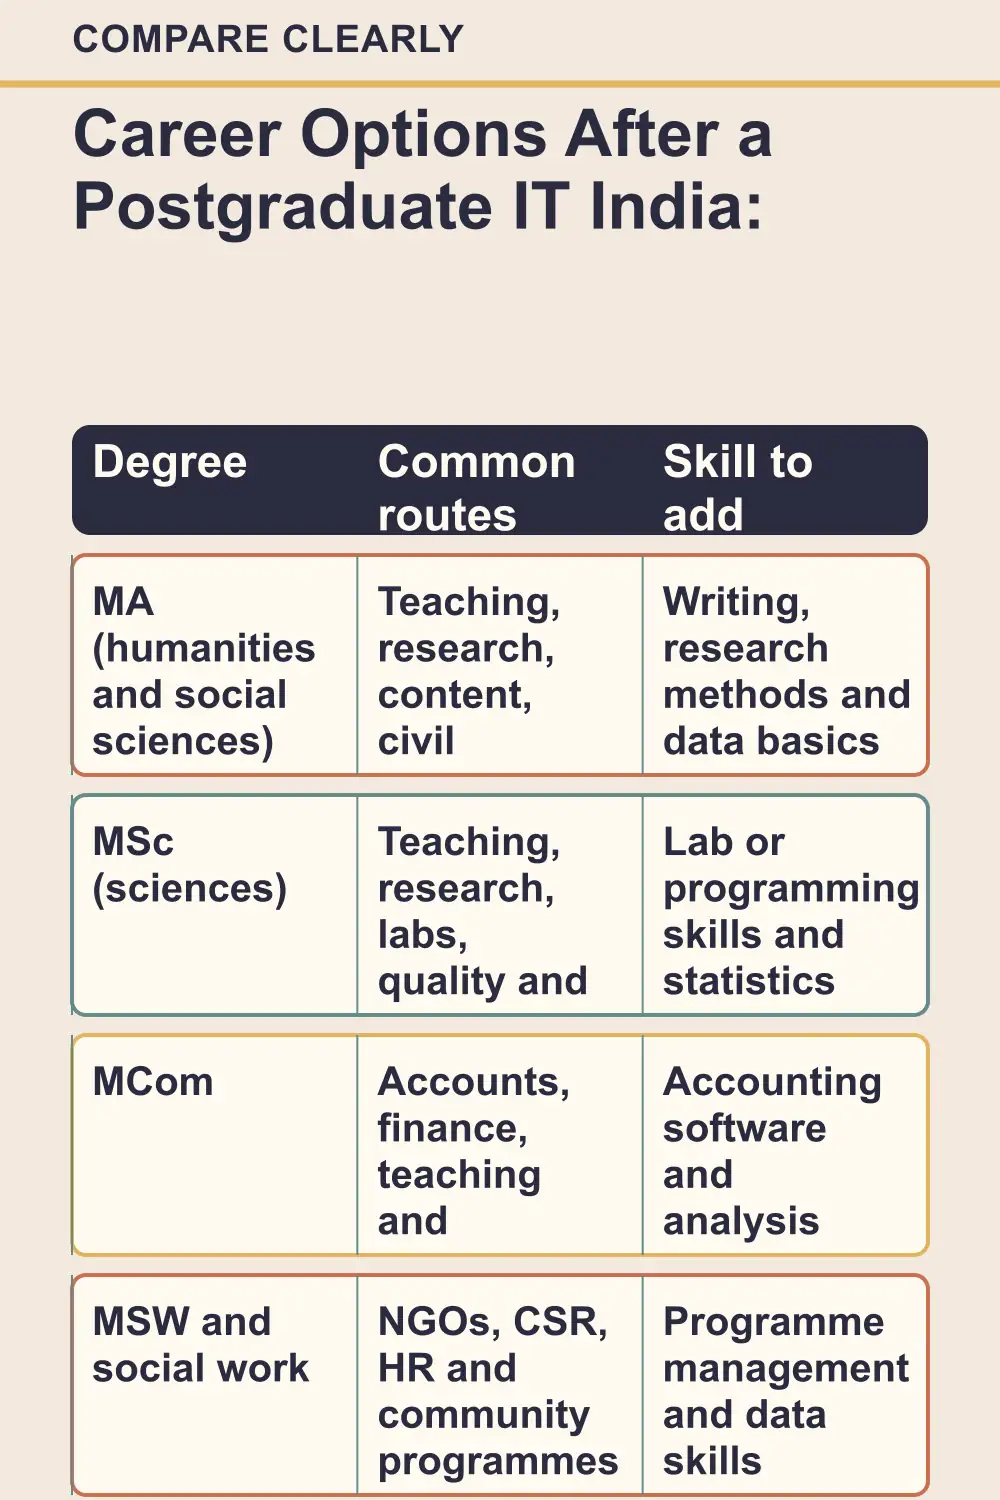 COMPARE CLEARLY
Career Options After a
Postgraduate IT India:
Degree
Common
routes
Skill to
add
MA
(humanities
and social
sciences)
Teaching,
research,
content,
civil
Writing,
research
methods and
data basics
MSc
(sciences)
Teaching,
research,
labs,
quality and
Lab or
programming
skills and
statistics
MCom
Accounts,
finance,
teaching
and
Accounting
software
and
analysis
MSW and
social work
NGOs, CSR,
HR and
community
programmes
Programme
management
and data
skills